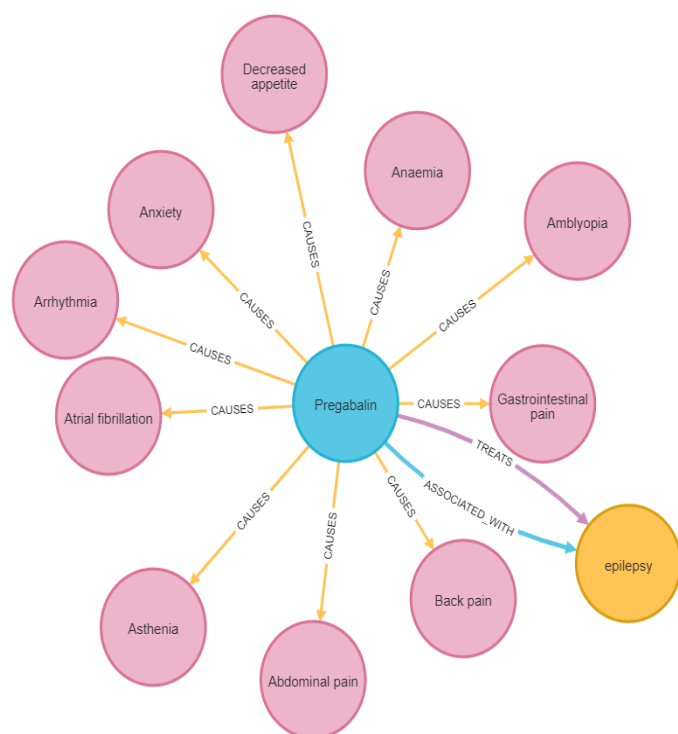 Decreased
appetite
Anaemia
Anxiety
Amblyopia
CAUSES
CAUSES
CAUSES
CAUSES
Arrhythmia
CAUSES
Pregabalin
CAUSES
Gastrointestinal
pain
Atrial fibrillation
CAUSES
TREATS
ASSOCIATED_WITH
CAUSES
CAUSES
CAUSES
epilepsy
Back pain
Asthenia
Abdominal pain